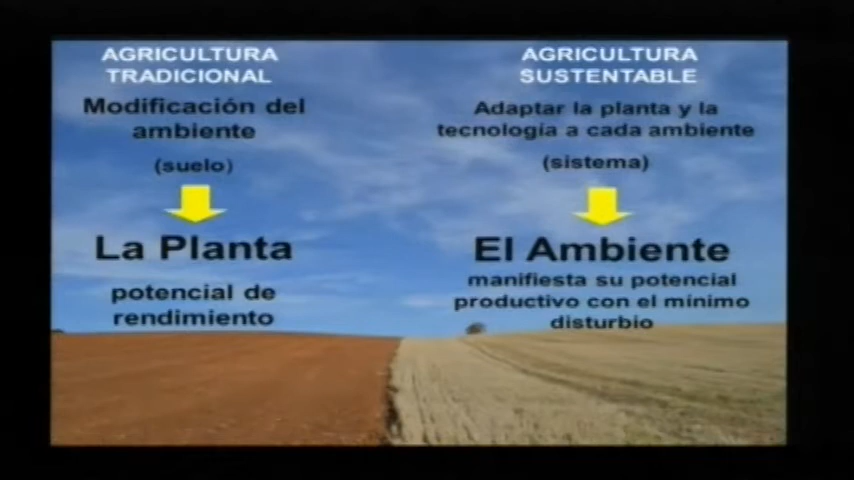 AGRICULTURA
TRADICIONAL
Modificación del
ambiente
(suelo)
La Planta
potencial de
rendimiento
AGRICULTURA
SUSTENTABLE
Adaptar la planta y la
tecnología a cada ambiente
(sistema)
El Ambiente
manifiesta su potencial
productivo con el mínimo
disturbio